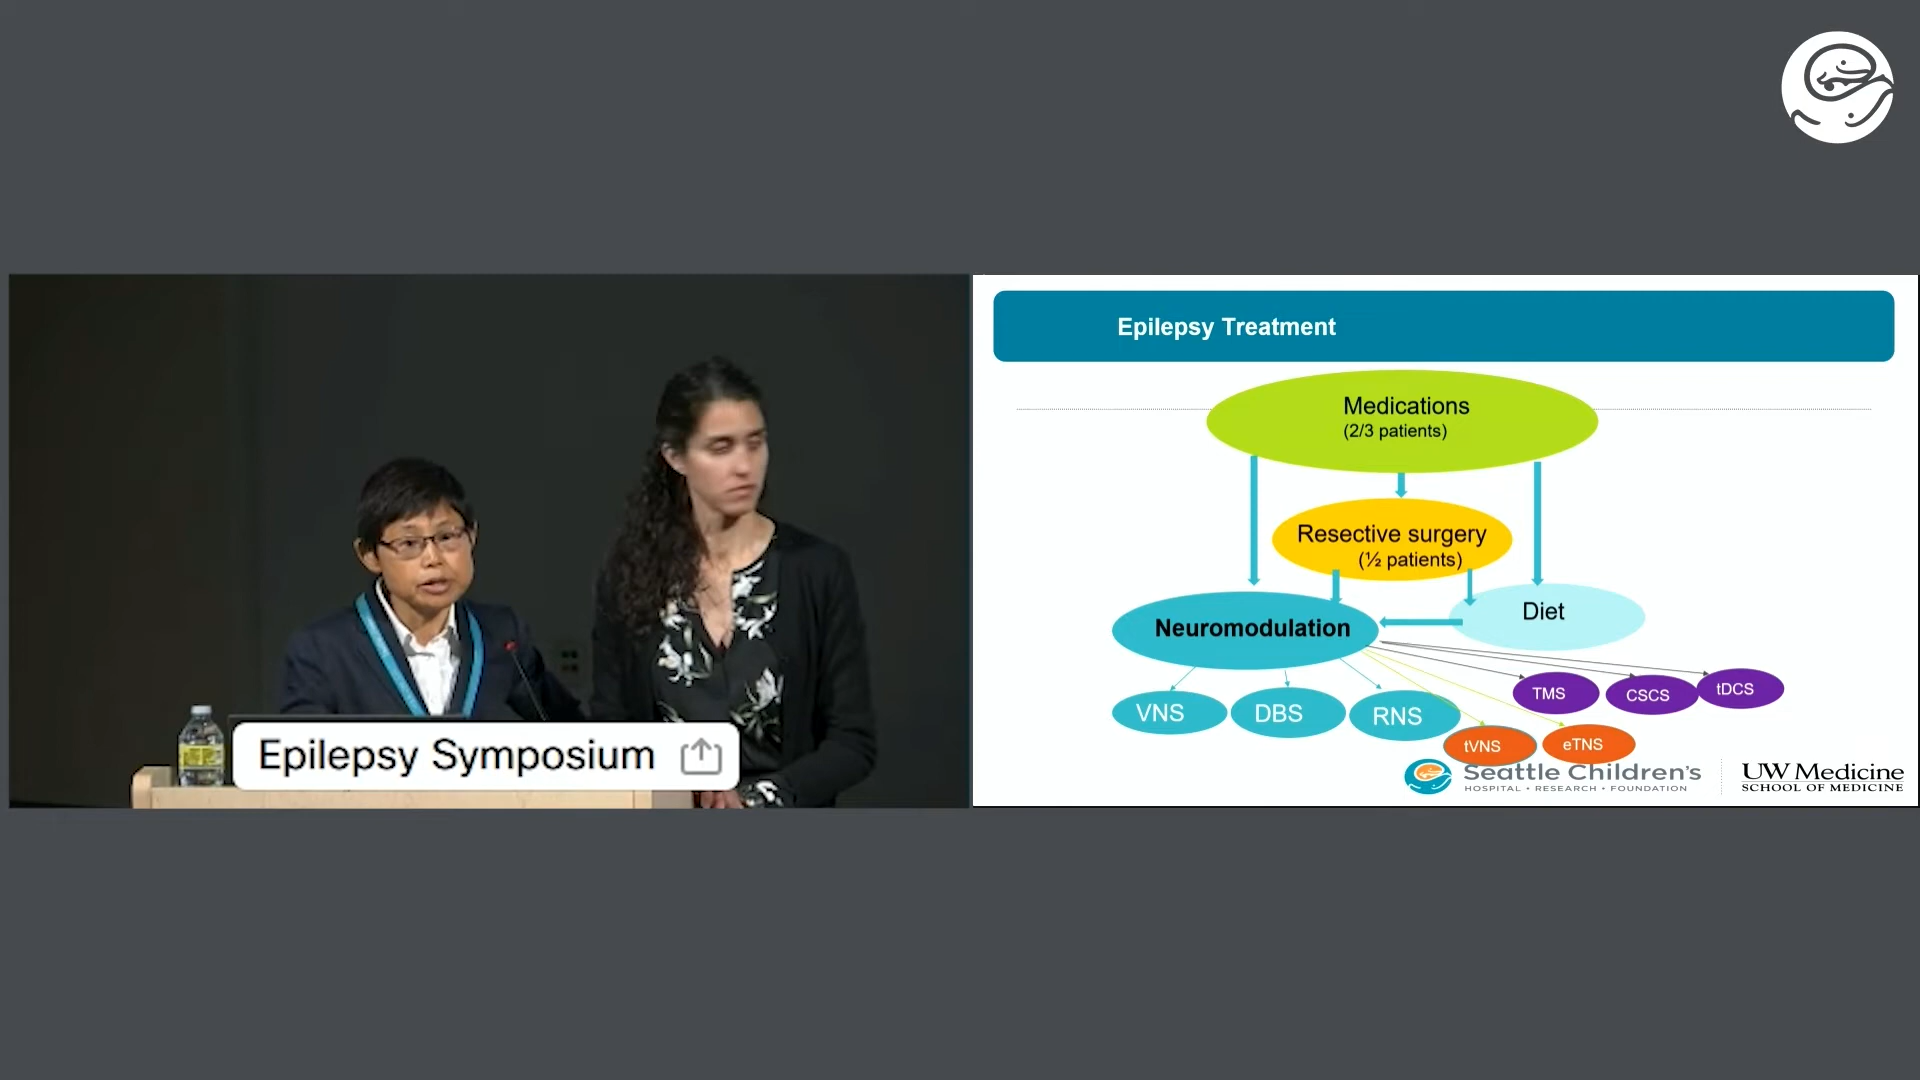 Epilepsy Symposium
Epilepsy Treatment
Medications
(2/3 patients)
Resective surgery
(½ patients)
Diet
Neuromodulation
TMS
CSCS
tDCS
VNS
DBS
RNS
tVNS
eTNS
Seattle Children's
HOSPITAL • RESEARCH • FOUNDATION
UW Medicine
SCHOOL OF MEDICINE